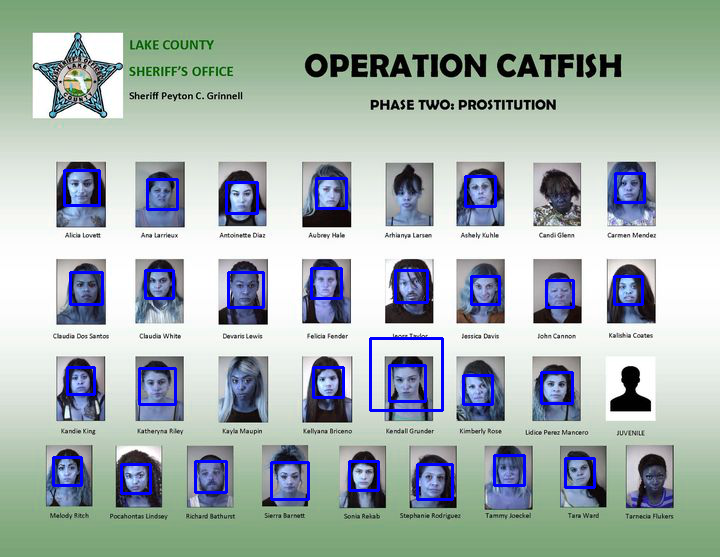 LAKE COUNTY
SHERIFF'S OFFICE
Sheriff Peyton C. Grinnell
OPERATION CATFISH
PHASE TWO: PROSTITUTION
Alicia Lovett Ana Larrieux Antoinette Diaz Aubrey Hale Arhianya Larsen Ashely Kuhle Candi Glenn Carmen Mendez
Claudia Dos Santos Claudia White Devaris Lewis Felicia Fender Taylor Jessica Davis John Cannon Kalishia Coates
Kandie King Katheryna Riley Kayla Maupin Kellyana Briceno Kendall Grunder Kimberly Rose Lidice Perez Mancero JUVENILE
Melody Ritch Pocahontas Lindsey Richard Bathurst Sierra Barnett Sonia Rekab Stephanie Rodriguez Tammy Joeckel Tara Ward Tarnecia Flukers